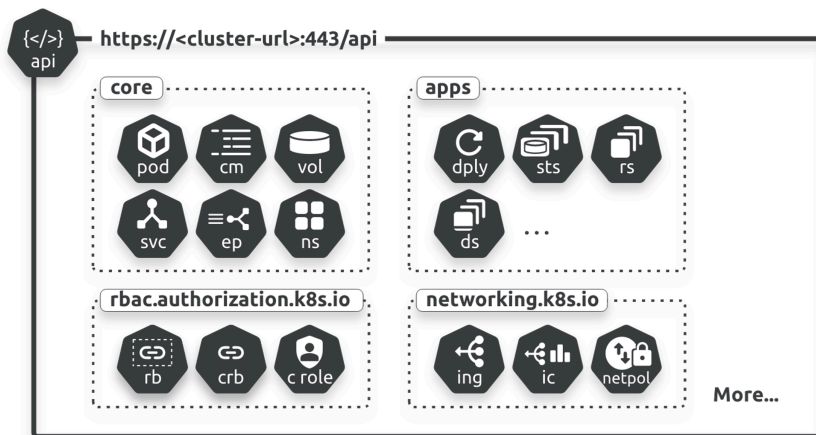 {</>}
api
https://<cluster-url>:443/api
core
pod
cm
vol
svc
ep
ns
apps
dply
sts
rs
ds
...
rbac.authorization.k8s.io
rb
crb
c role
networking.k8s.io
ing
ic
netpol
More...